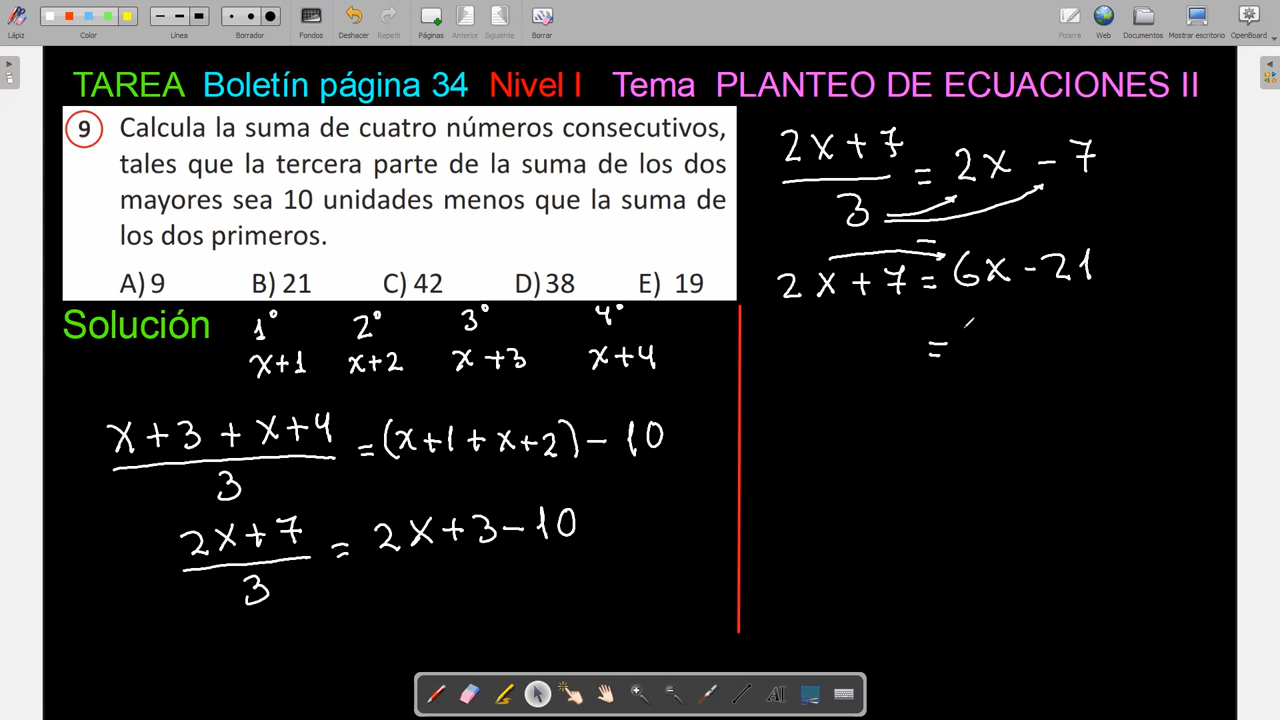 Lápiz
Color
Línea
Borrador
Fondos
Deshacer
Repetir
Páginas
Anterior
Siguiente
Borrar
Pizarra
Web
Documentos
Mostrar escritorio
OpenBoard
TAREA Boletín página 34 Nivel I Tema PLANTEO DE ECUACIONES II
9 Calcula la suma de cuatro números consecutivos,
tales que la tercera parte de la suma de los dos
mayores sea 10 unidades menos que la suma de
los dos primeros.
A) 9 B) 21 C) 42 D) 38 E) 19
Solución
1° 2° 3° 4°
x+1 x+2 x+3 x+4
x+3+x+4
3
=(x+1+x+2)-10
2x+7
3
= 2x+3-10
2x+7
3
= 2x-7
2x+7=6x-21
=
AI